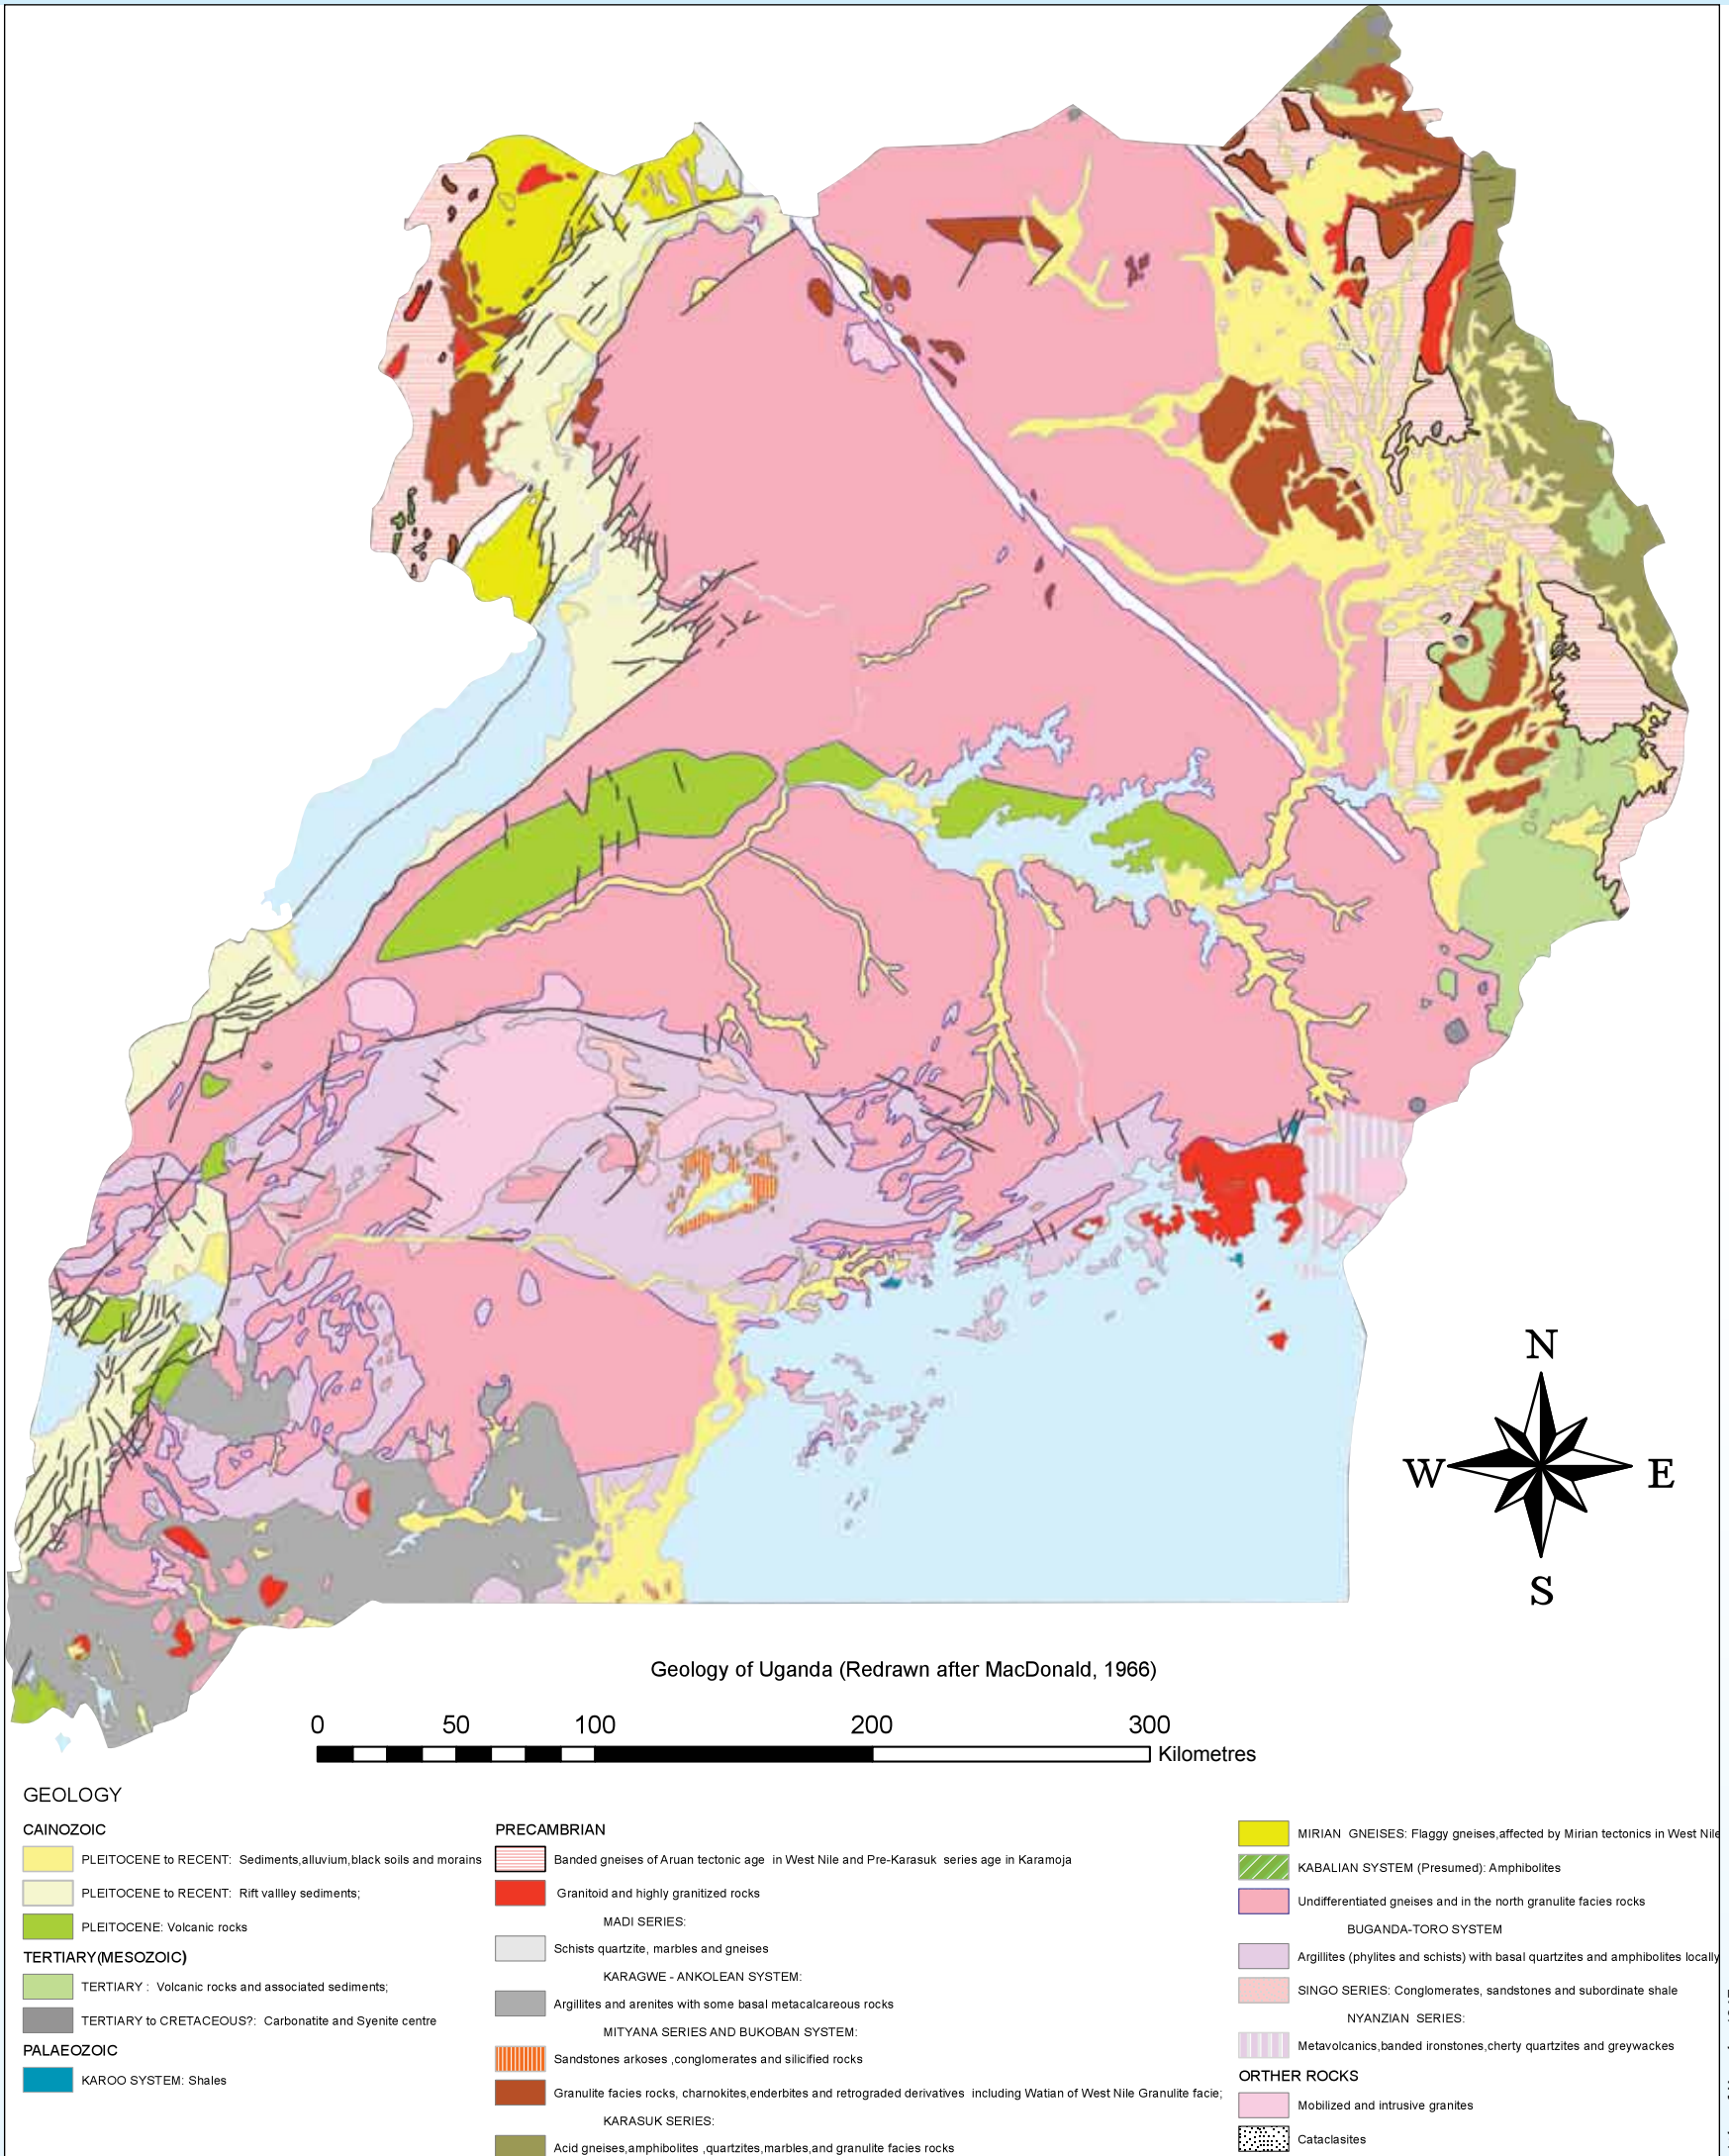 N
W E
S
Geology of Uganda (Redrawn after MacDonald, 1966)
0 50 100 200 300
Kilometres
GEOLOGY
CAINOZOIC
PLEITOCENE to RECENT: Sediments,alluvium,black soils and morains
PLEITOCENE to RECENT: Rift vallley sediments;
PLEITOCENE: Volcanic rocks
TERTIARY(MESOZOIC)
TERTIARY : Volcanic rocks and associated sediments;
TERTIARY to CRETACEOUS?: Carbonatite and Syenite centre
PALAEOZOIC
KAROO SYSTEM: Shales
PRECAMBRIAN
Banded gneises of Aruan tectonic age in West Nile and Pre-Karasuk series age in Karamoja
Granitoid and highly granitized rocks
MADI SERIES:
Schists quartzite, marbles and gneises
KARAGWE - ANKOLEAN SYSTEM:
Argillites and arenites with some basal metacalcareous rocks
MITYANA SERIES AND BUKOBAN SYSTEM:
Sandstones arkoses ,conglomerates and silicified rocks
Granulite facies rocks, charnokites,enderbites and retrograded derivatives including Watian of West Nile Granulite facie;
KARASUK SERIES:
Acid gneises,amphibolites ,quartzites,marbles,and granulite facies rocks
MIRIAN GNEISES: Flaggy gneises,affected by Mirian tectonics in West Nile
KABALIAN SYSTEM (Presumed): Amphibolites
Undifferentiated gneises and in the north granulite facies rocks
BUGANDA-TORO SYSTEM
Argillites (phylites and schists) with basal quartzites and amphibolites locally
SINGO SERIES: Conglomerates, sandstones and subordinate shale
NYANZIAN SERIES:
Metavolcanics,banded ironstones,cherty quartzites and greywackes
ORTHER ROCKS
Mobilized and intrusive granites
Cataclasites